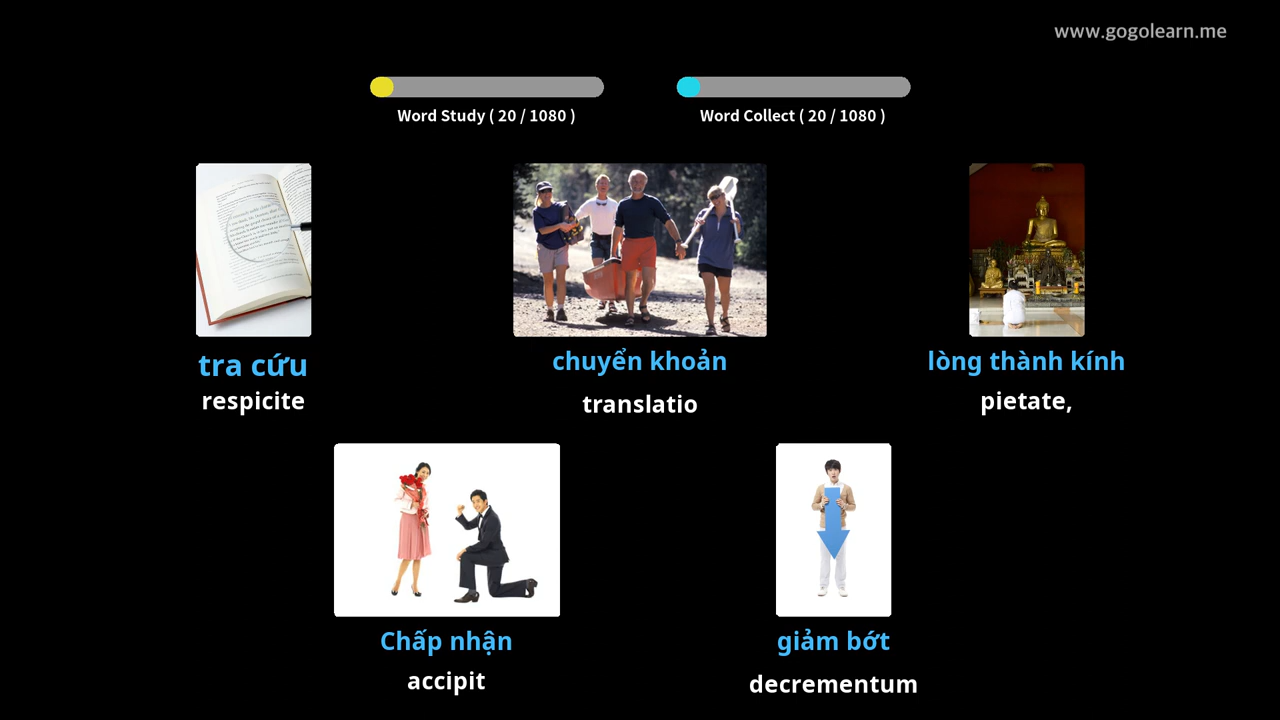 www.gogolearn.me
Word Study ( 20 / 1080 )
Word Collect ( 20 / 1080 )
tra cứu
respicite
chuyển khoản
translatio
lòng thành kính
pietate,
Chấp nhận
accipit
giảm bớt
decrementum